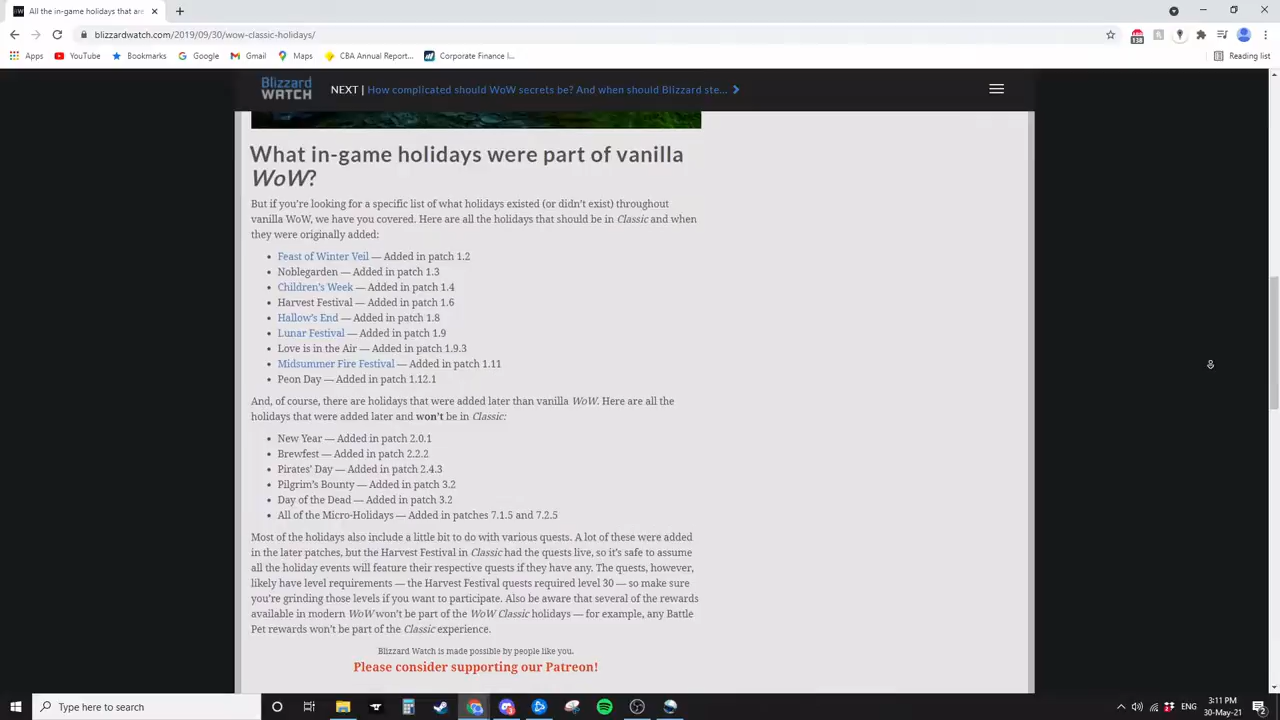 All the in-game holidays that are
blizzardwatch.com/2019/09/30/wow-classic-holidays/
138
Apps YouTube Bookmarks Google Gmail Maps CBA Annual Report... Corporate Finance I... Reading list
Blizzard
WATCH
NEXT | How complicated should WoW secrets be? And when should Blizzard ste...
What in-game holidays were part of vanilla
WoW?
But if you're looking for a specific list of what holidays existed (or didn't exist) throughout
vanilla WoW, we have you covered. Here are all the holidays that should be in Classic and when
they were originally added:
• Feast of Winter Veil — Added in patch 1.2
• Noblegarden — Added in patch 1.3
• Children's Week — Added in patch 1.4
• Harvest Festival — Added in patch 1.6
• Hallow's End — Added in patch 1.8
• Lunar Festival — Added in patch 1.9
• Love is in the Air — Added in patch 1.9.3
• Midsummer Fire Festival — Added in patch 1.11
• Peon Day — Added in patch 1.12.1
And, of course, there are holidays that were added later than vanilla WoW. Here are all the
holidays that were added later and won't be in Classic:
• New Year — Added in patch 2.0.1
• Brewfest — Added in patch 2.2.2
• Pirates' Day — Added in patch 2.4.3
• Pilgrim's Bounty — Added in patch 3.2
• Day of the Dead — Added in patch 3.2
• All of the Micro-Holidays — Added in patches 7.1.5 and 7.2.5
Most of the holidays also include a little bit to do with various quests. A lot of these were added
in the later patches, but the Harvest Festival in Classic had the quests live, so it's safe to assume
all the holiday events will feature their respective quests if they have any. The quests, however,
likely have level requirements — the Harvest Festival quests required level 30 — so make sure
you're grinding those levels if you want to participate. Also be aware that several of the rewards
available in modern WoW won't be part of the WoW Classic holidays — for example, any Battle
Pet rewards won't be part of the Classic experience.
Blizzard Watch is made possible by people like you.
Please consider supporting our Patreon!
Type here to search
ENG
3:11 PM
30-May-21